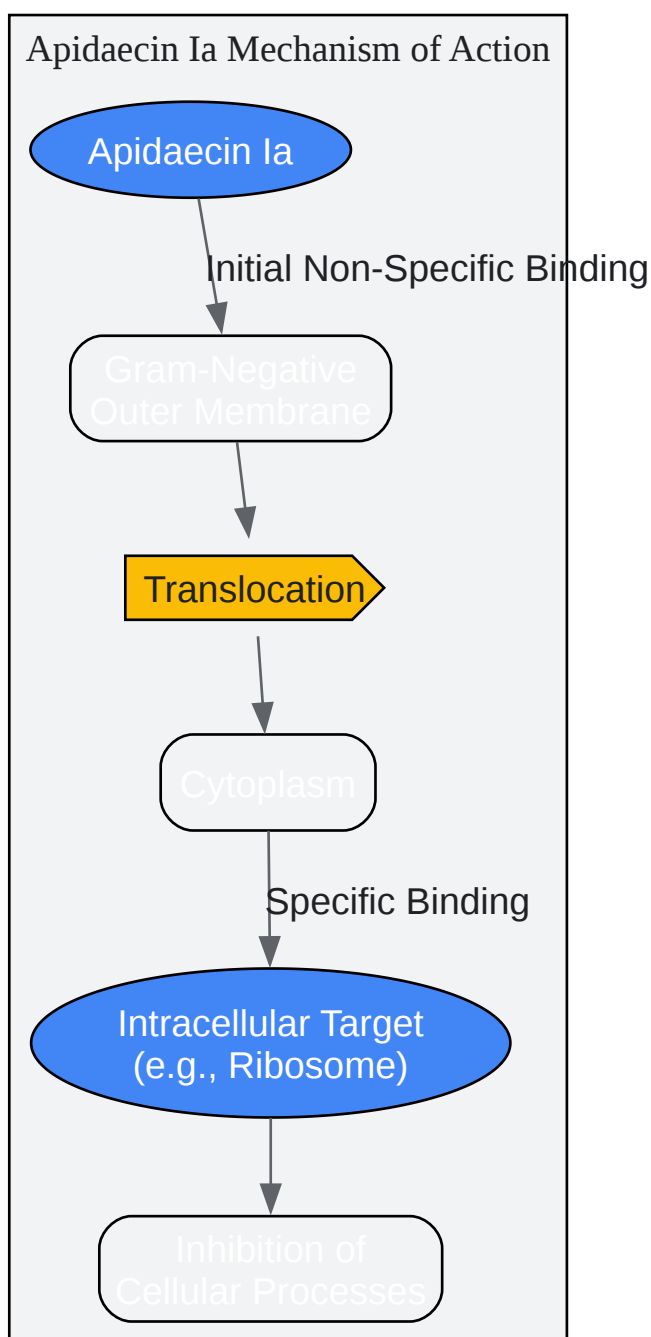 Apidaecin Ia Mechanism of Action
Apidaecin Ia
Initial Non-Specific Binding
Gram-Negative
Outer Membrane
Translocation
Cytoplasm
Specific Binding
Intracellular Target
(e.g., Ribosome)
Inhibition of
Cellular Processes